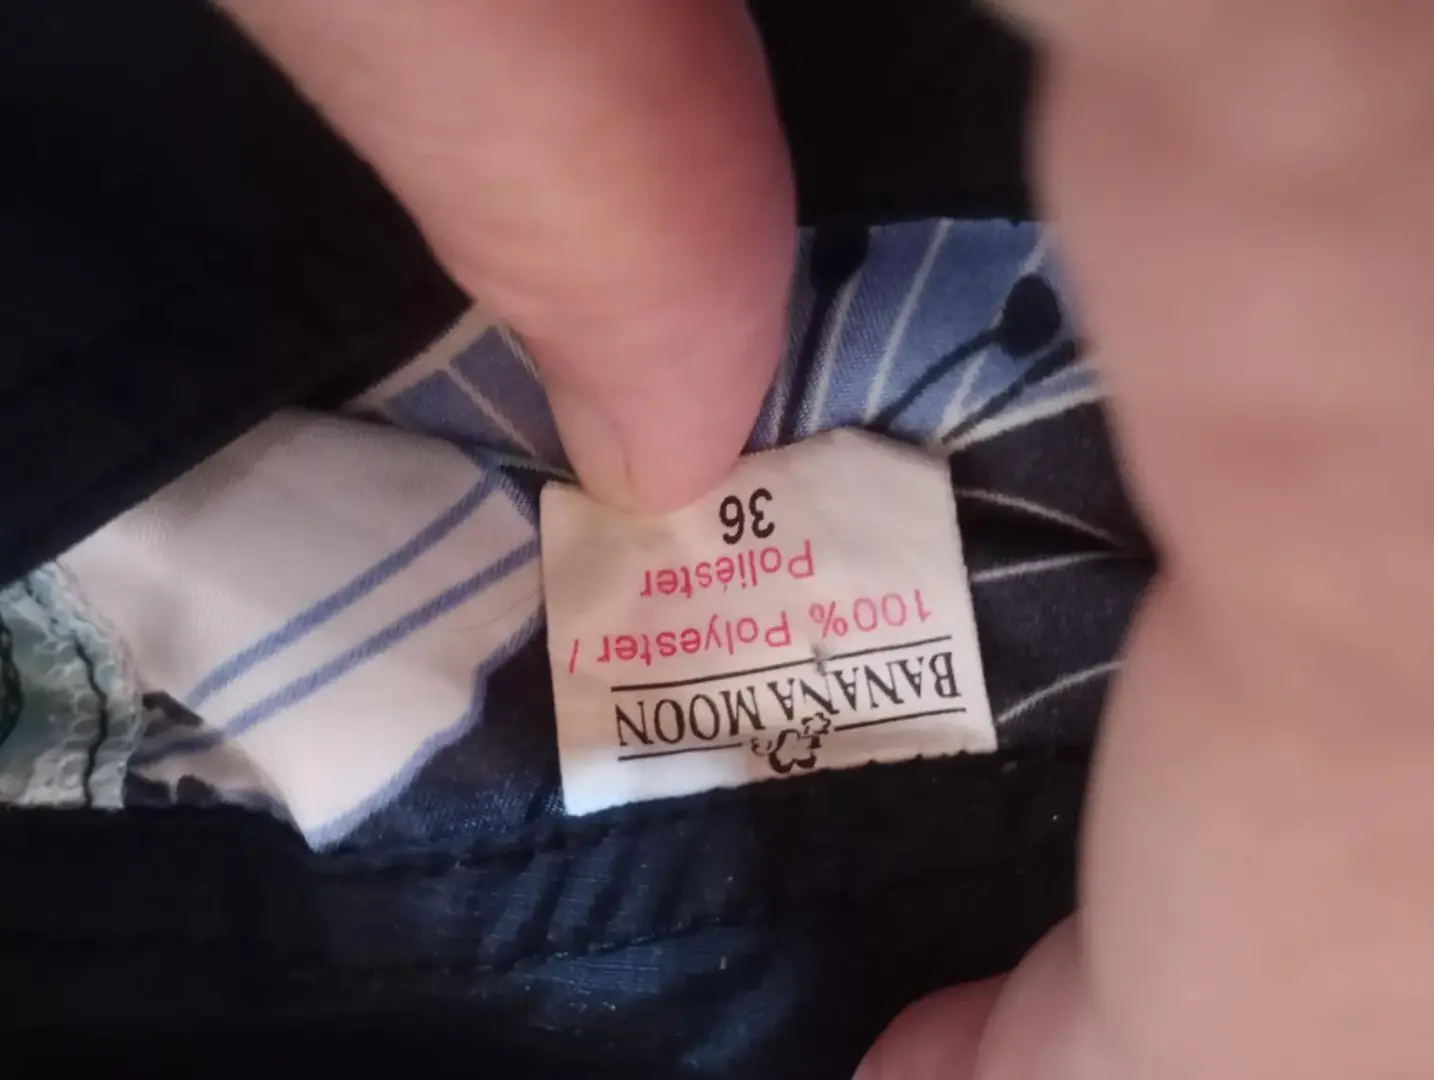 BANANA MOON
100% Polyester /
Poliéster
36